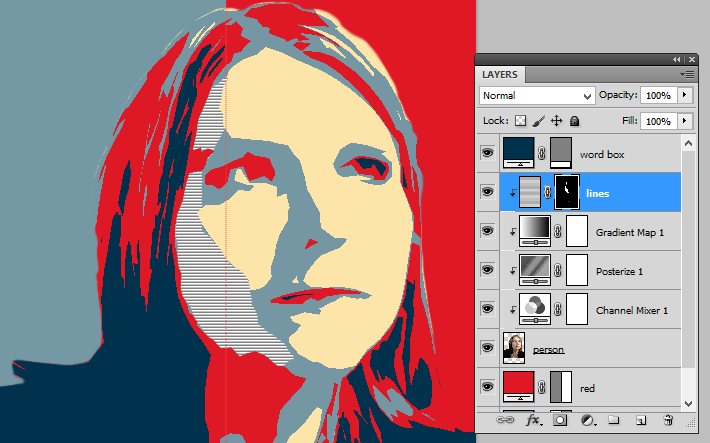 LAYERS
Normal Opacity: 100%
Lock: Fill: 100%
word box
lines
Gradient Map 1
Posterize 1
Channel Mixer 1
person
red
fx